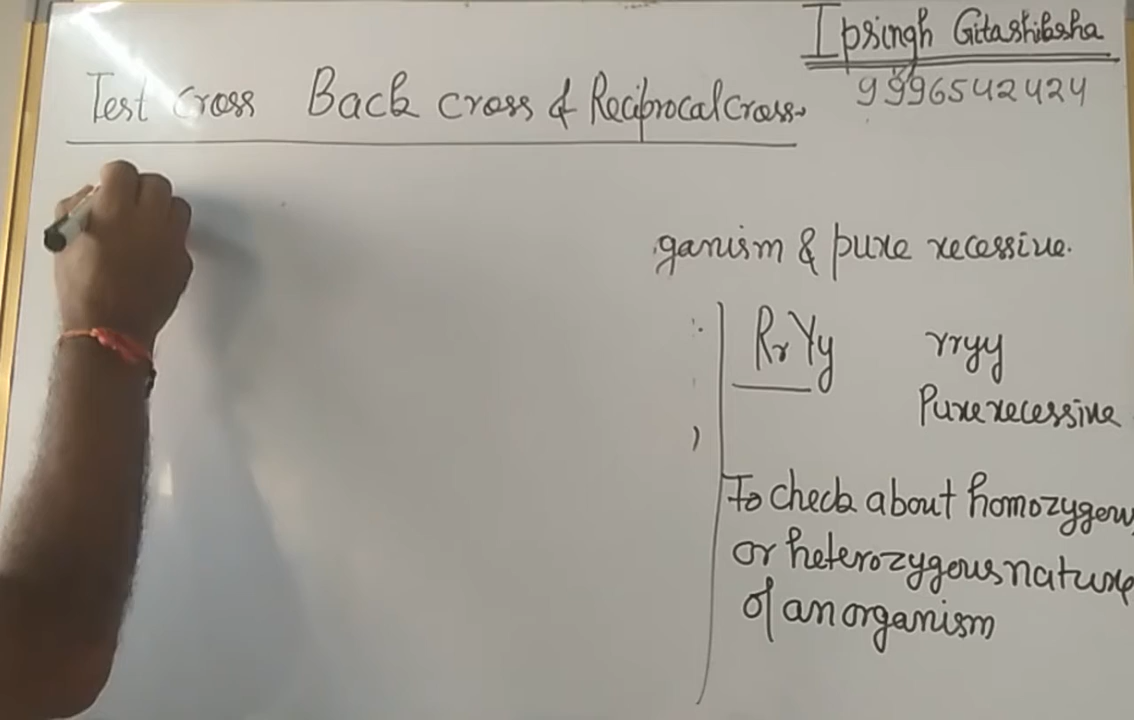 Ipsingh Gitashiksha
9996542424
Test Cross Back cross & Reciprocal Cross
ganism & pure recessive.
RrYy rryy
Pure recessive
To check about homozygou
or heterozygous nature
of an organism